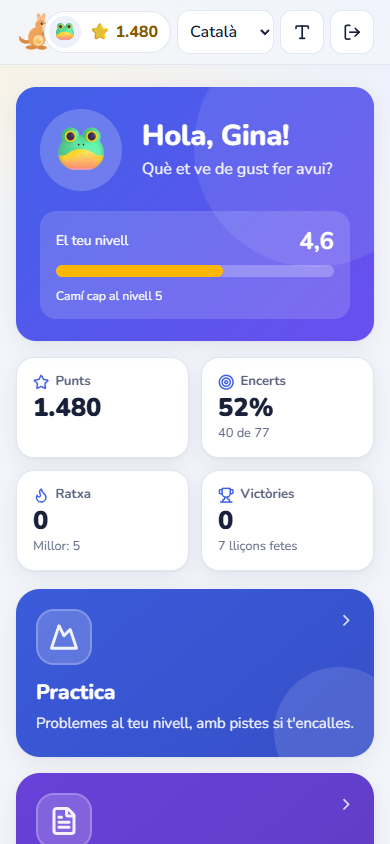 1.480
Català
Hola, Gina!
Què et ve de gust fer avui?
El teu nivell
4,6
Camí cap al nivell 5
Punts
1.480
Encerts
52%
40 de 77
Ratxa
0
Millor: 5
Victòries
0
7 lliçons fetes
Practica
Problemes al teu nivell, amb pistes si t'encalles.